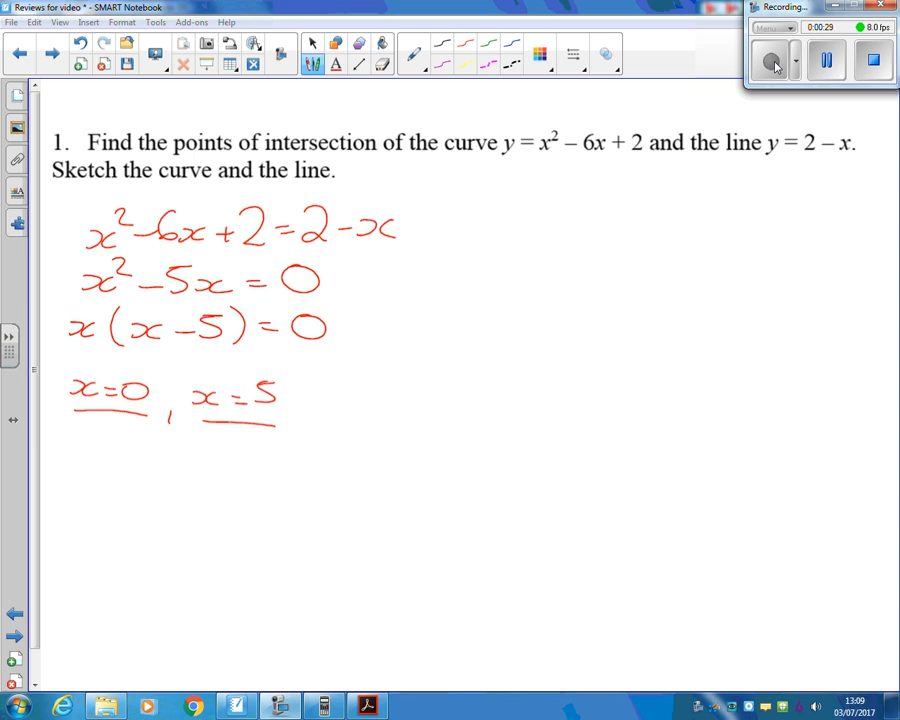 Reviews for video * - SMART Notebook
Recording...
File Edit View Insert Format Tools Add-ons Help
Menu 0:00:29 8.0 fps
1. Find the points of intersection of the curve y = x² – 6x + 2 and the line y = 2 – x.
Sketch the curve and the line.
x² - 6x + 2 = 2 - x
x² - 5x = 0
x(x - 5) = 0
x = 0, x = 5
13:09
03/07/2017